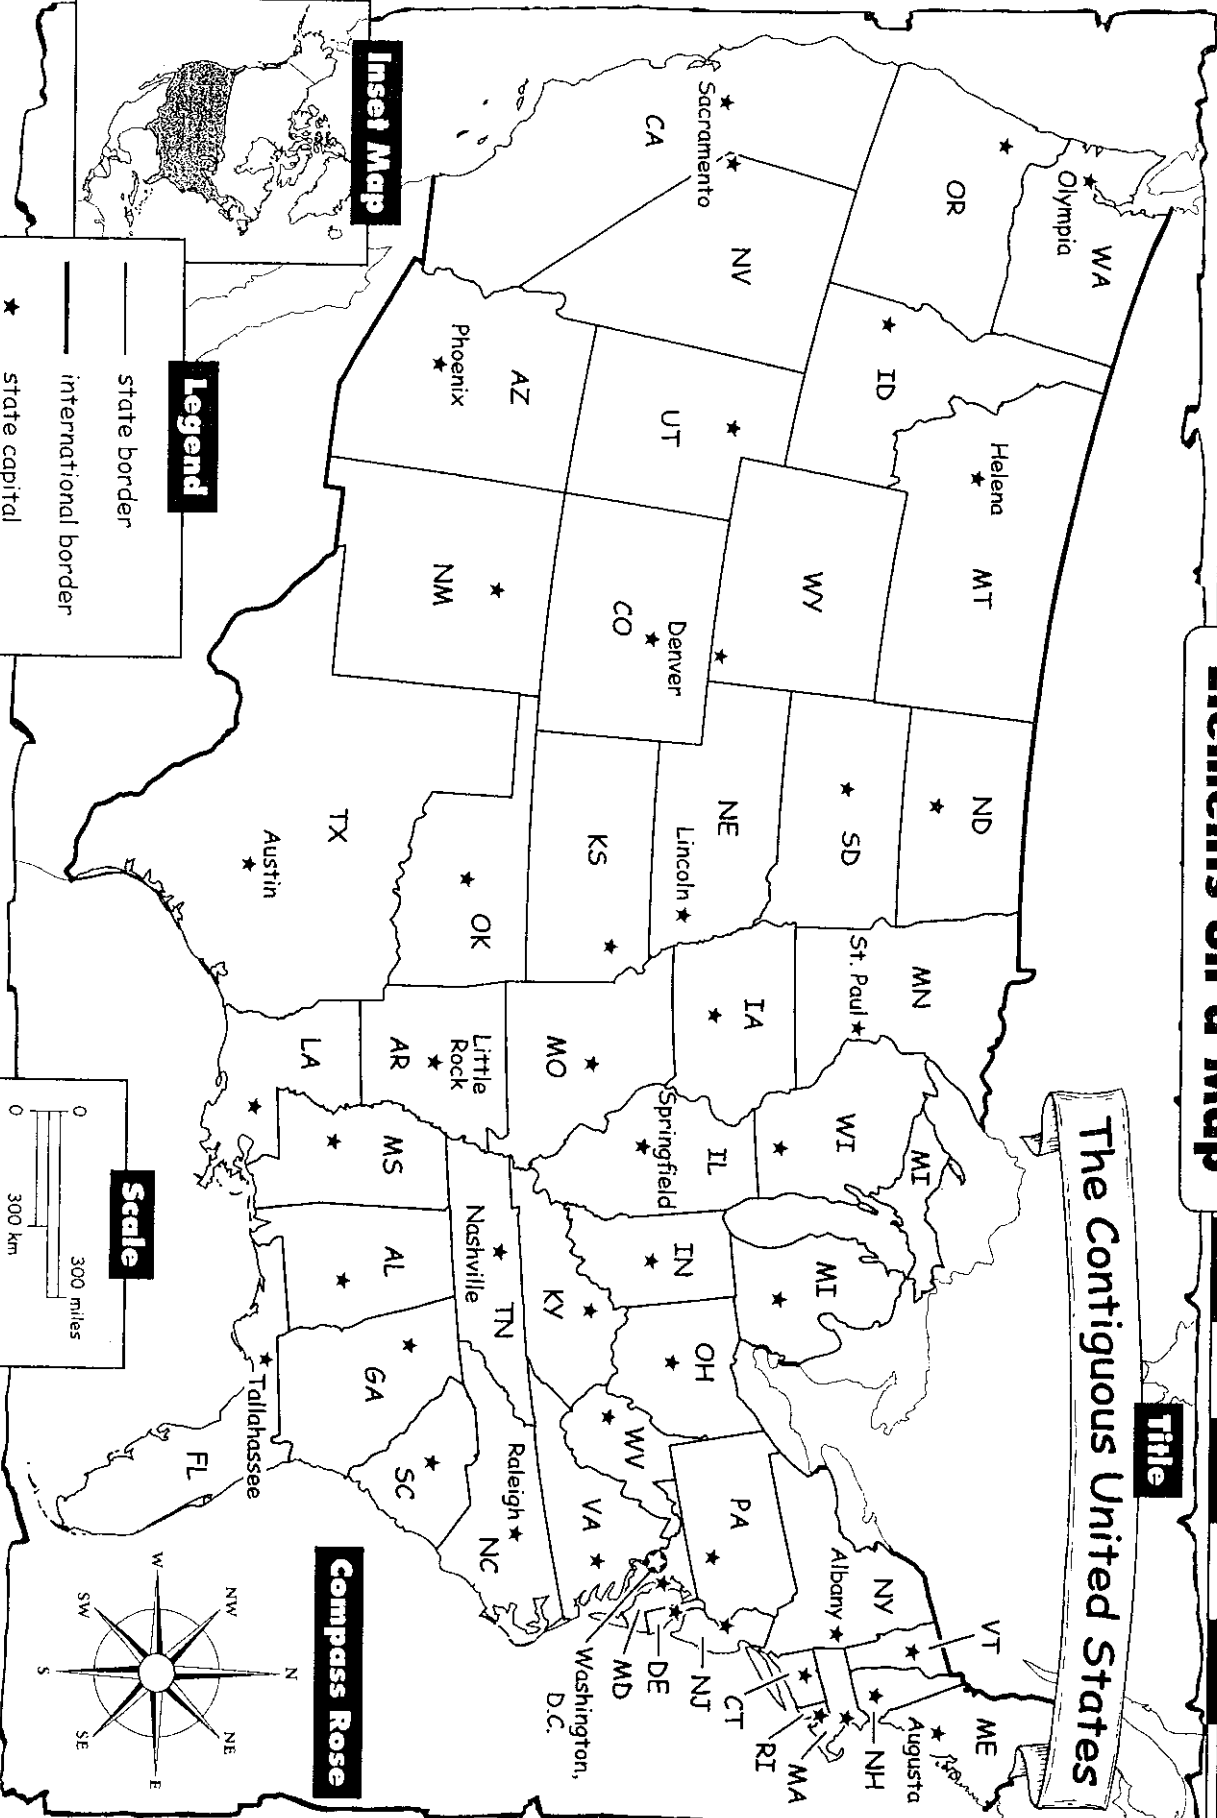 Elements on a Map
Title
The Contiguous United States
WA
Olympia
OR
CA
Sacramento
NV
ID
MT
Helena
WY
UT
AZ
Phoenix
NM
CO
Denver
ND
SD
NE
Lincoln
KS
OK
TX
Austin
MN
St. Paul
IA
MO
AR
Little
Rock
LA
WI
MI
MI
IL
Springfield
IN
OH
KY
TN
Nashville
MS
AL
GA
FL
Tallahassee
SC
NC
Raleigh
VA
WV
PA
NY
Albany
VT
ME
Augusta
NH
MA
RI
CT
NJ
DE
MD
Washington,
D.C.
Inset Map
Legend
state border
international border
state capital
Scale
0
300 miles
0
300 km
Compass Rose
N
NE
E
SE
S
SW
W
NW